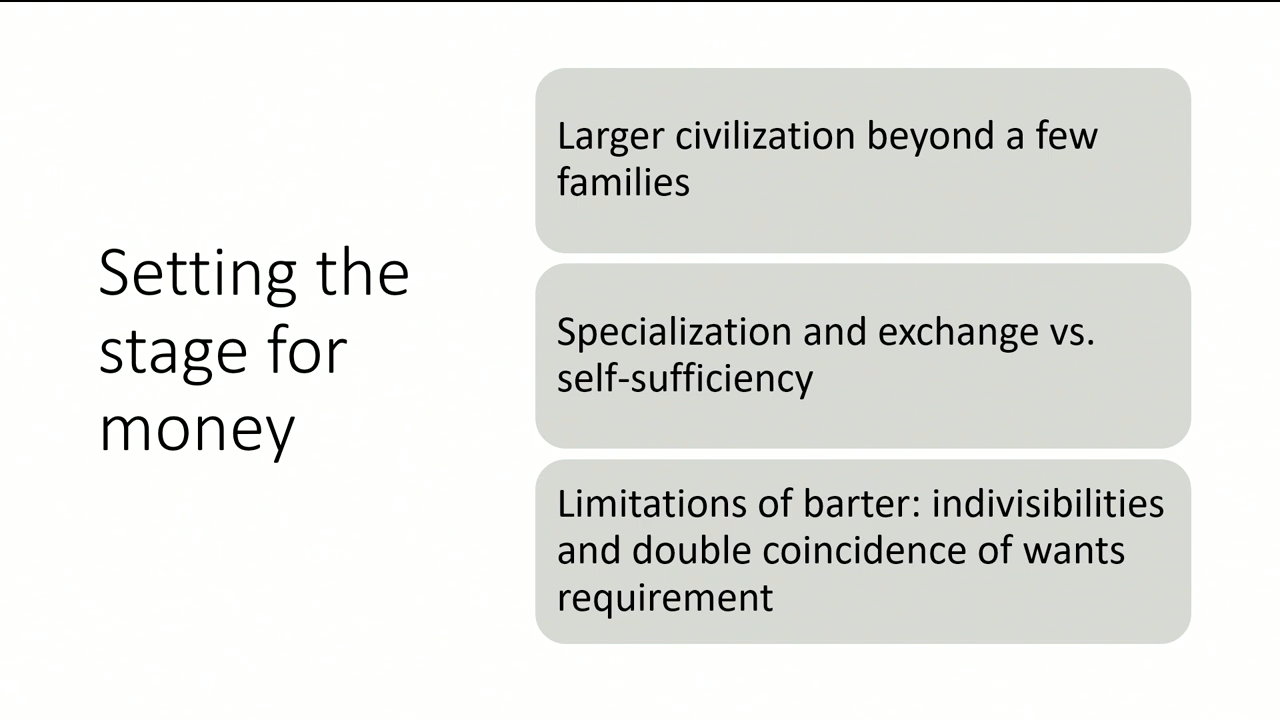 Setting the
stage for
money
Larger civilization beyond a few
families
Specialization and exchange vs.
self-sufficiency
Limitations of barter: indivisibilities
and double coincidence of wants
requirement